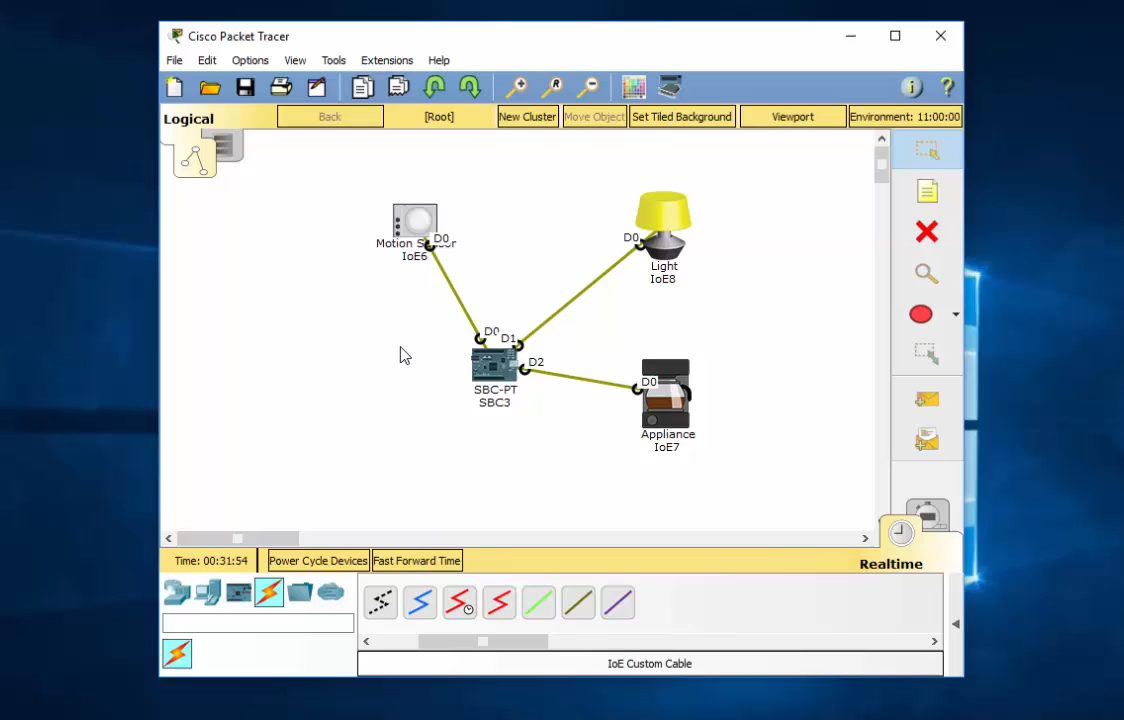 Cisco Packet Tracer
File Edit Options View Tools Extensions Help
R
i ?
Logical Back [Root] New Cluster Move Object Set Tiled Background Viewport Environment: 11:00:00
D0
Motion
IoE6
D0
Light
IoE8
D0 D1
D2
SBC-PT
SBC3
D0
Appliance
IoE7
Time: 00:31:54 Power Cycle Devices Fast Forward Time Realtime
IoE Custom Cable